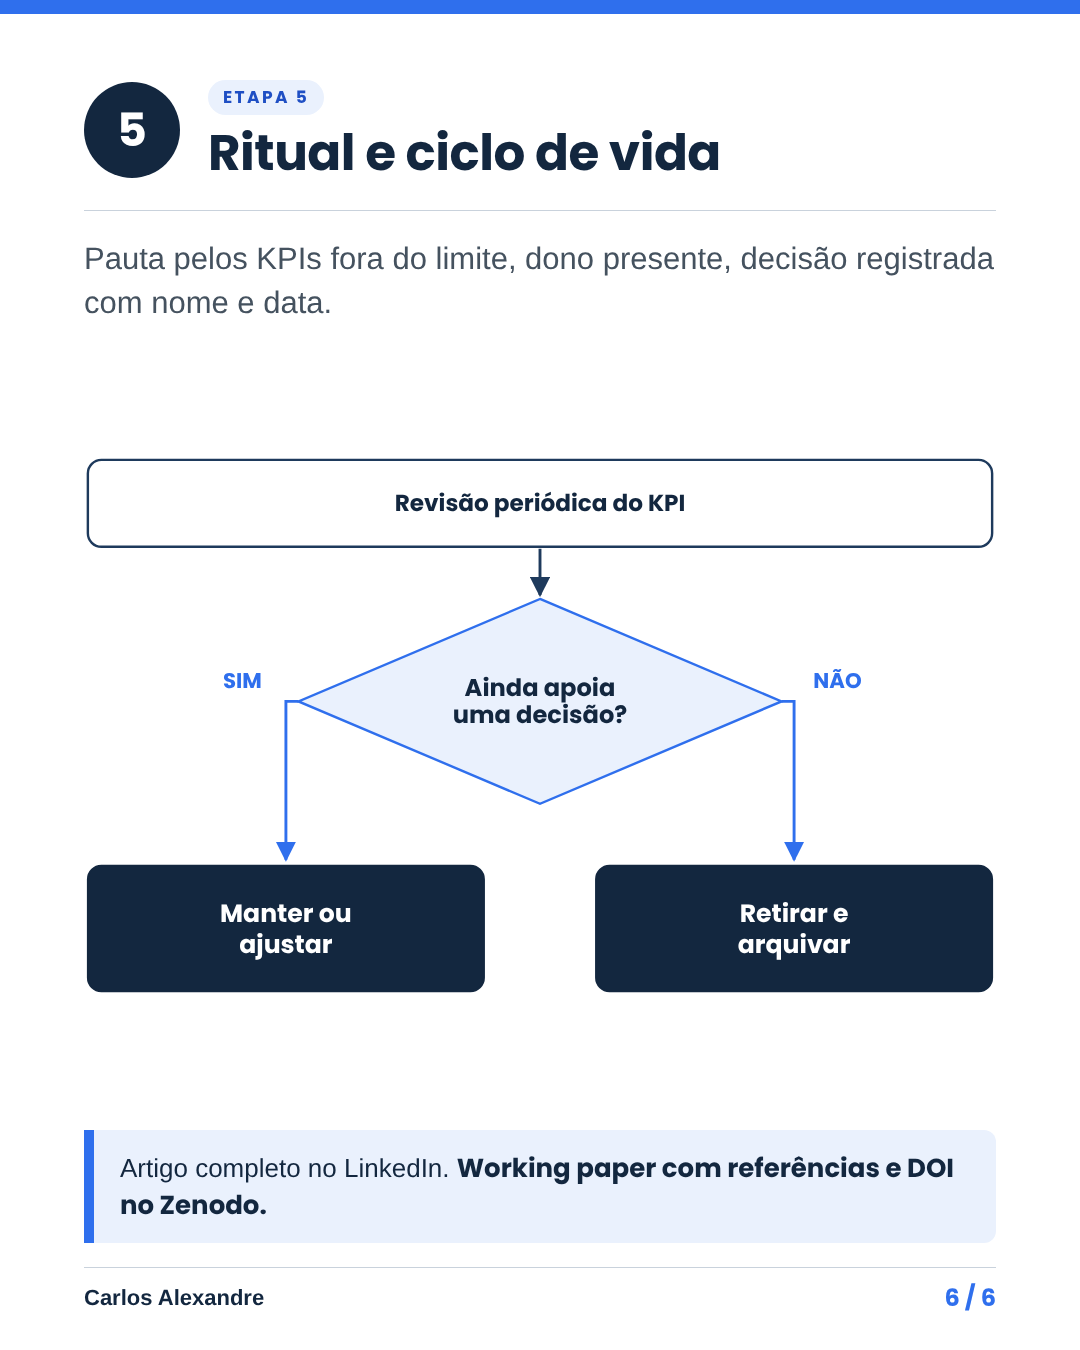 5
ETAPA 5
Ritual e ciclo de vida
Pauta pelos KPIs fora do limite, dono presente, decisão registrada
com nome e data.
Revisão periódica do KPI
Ainda apoia
uma decisão?
SIM
NÃO
Manter ou
ajustar
Retirar e
arquivar
Artigo completo no LinkedIn. Working paper com referências e DOI
no Zenodo.
Carlos Alexandre
6 / 6